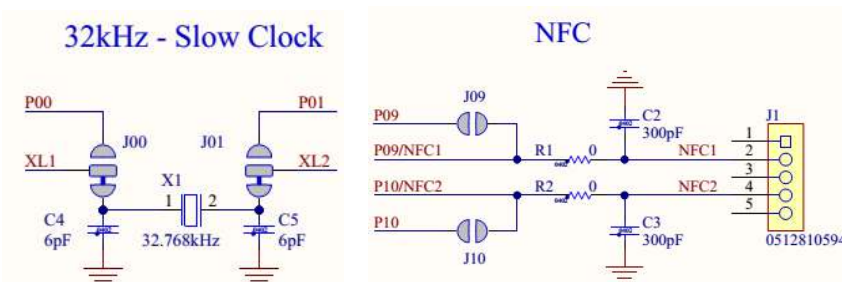 32kHz - Slow Clock
P00
P01
J00
J01
XL1
XL2
X1
1
2
C4
6pF
32.768kHz
C5
6pF
NFC
P09
J09
C2
300pF
J1
P09/NFC1
R1
0
NFC1
1
2
3
4
5
P10/NFC2
R2
0
NFC2
P10
J10
C3
300pF
0512810594